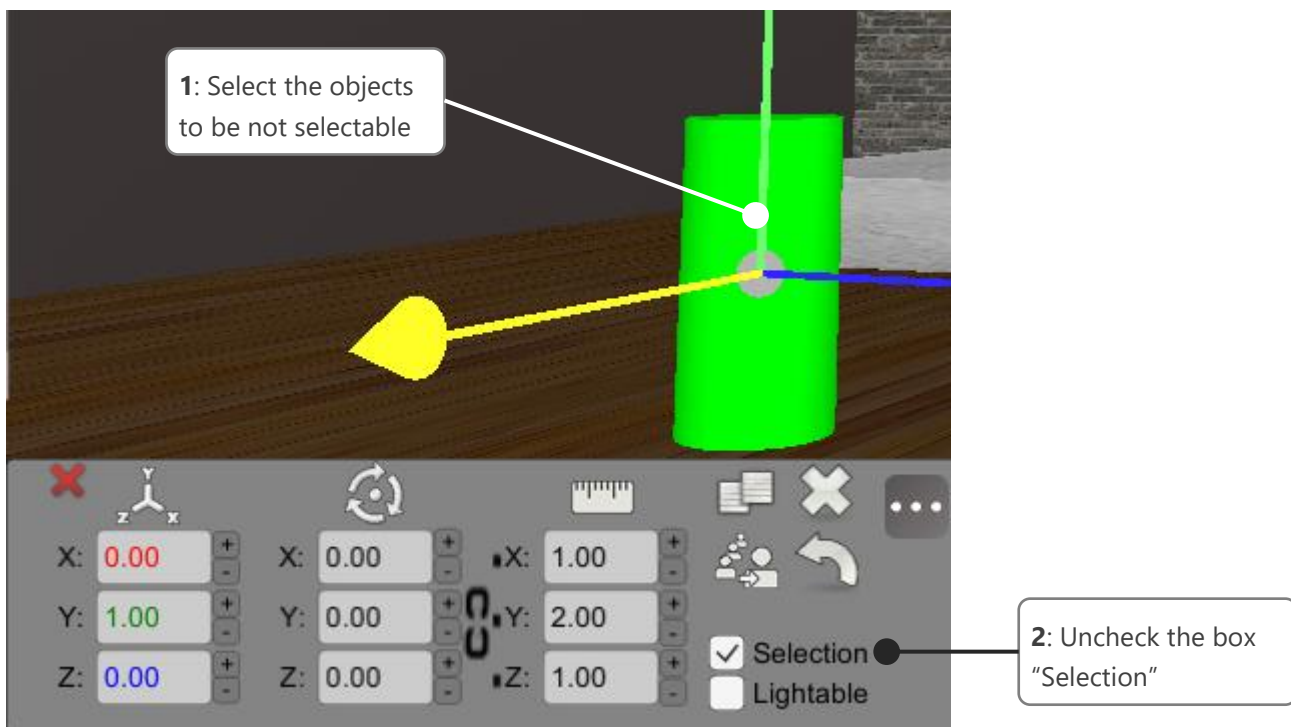 1: Select the objects
to be not selectable
Y
Z X
X: 0.00 + - X: 0.00 + - X: 1.00 + -
Y: 1.00 + - Y: 0.00 + - Y: 2.00 + -
Z: 0.00 + - Z: 0.00 + - Z: 1.00 + -
Selection
Lightable
2: Uncheck the box
“Selection”